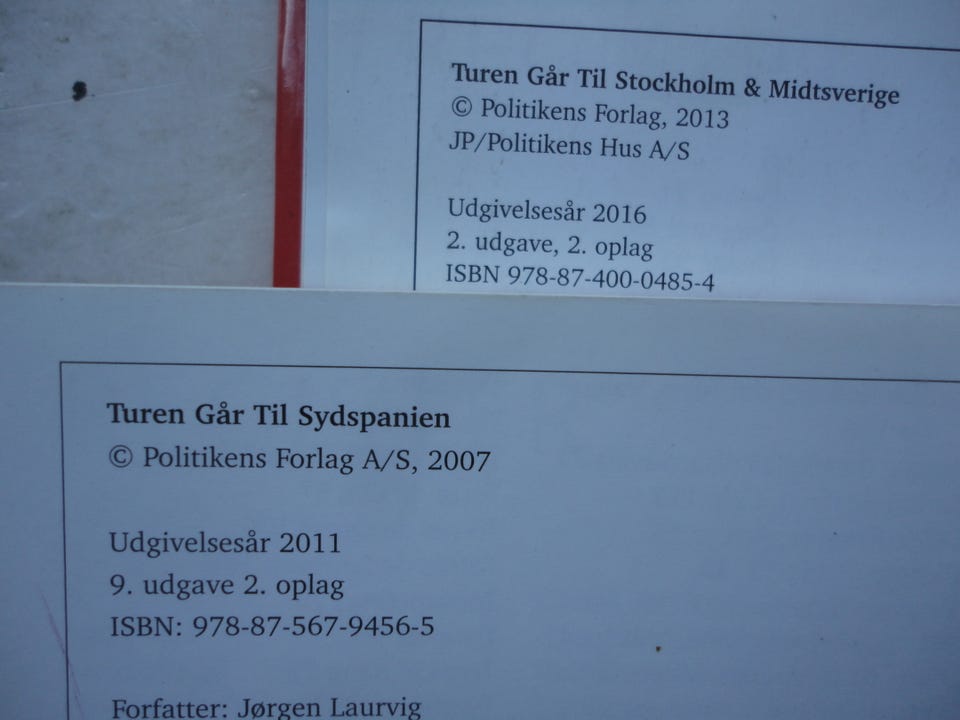 Turen Går Til Stockholm & Midtsverige
© Politikens Forlag, 2013
JP/Politikens Hus A/S
Udgivelsesår 2016
2. udgave, 2. oplag
ISBN 978-87-400-0485-4
Turen Går Til Sydspanien
© Politikens Forlag A/S, 2007
Udgivelsesår 2011
9. udgave 2. oplag
ISBN: 978-87-567-9456-5
Forfatter: Jørgen Laurvig